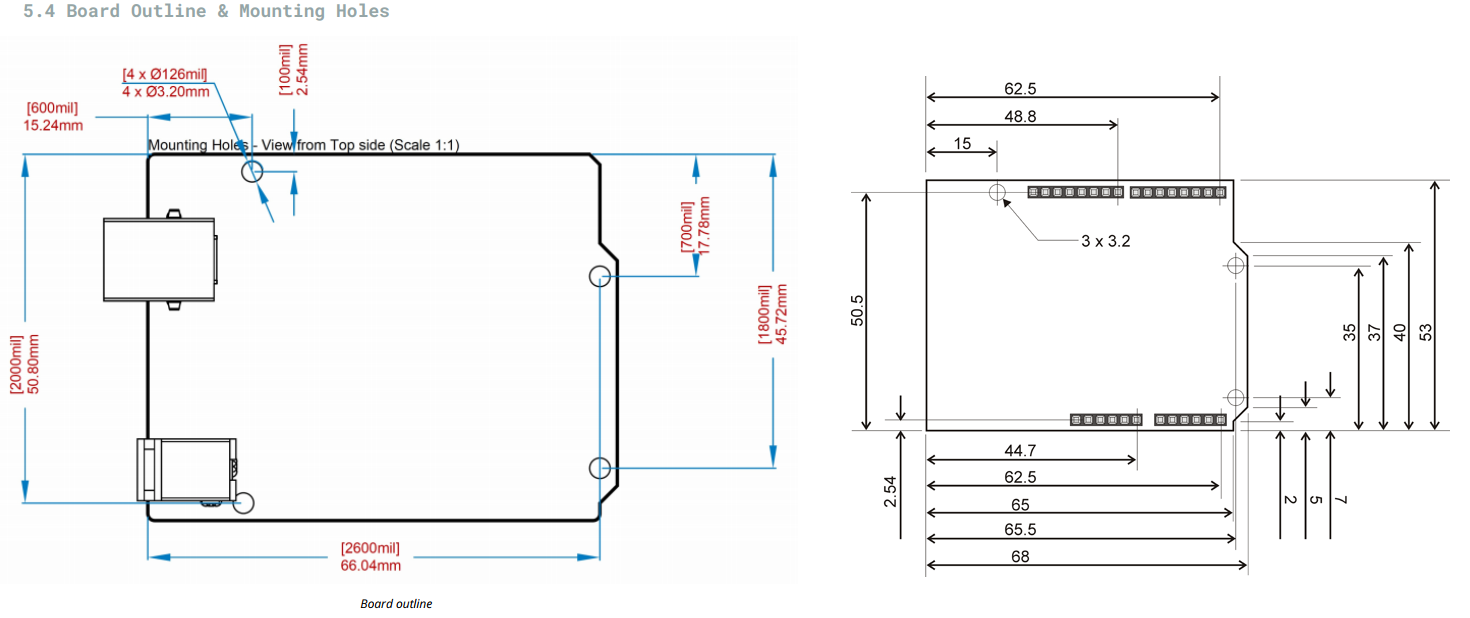 5.4 Board Outline & Mounting Holes
[100mil]
2.54mm
[4 x Ø126mil]
4 x Ø3.20mm
[600mil]
15.24mm
Mounting Holes - View from Top side (Scale 1:1)
[700mil]
17.78mm
[1800mil]
45.72mm
[2000mil]
50.80mm
[2600mil]
66.04mm
Board outline
62.5
48.8
15
3 x 3.2
50.5
35
37
40
53
44.7
62.5
65
65.5
68
2.54
2
5
7